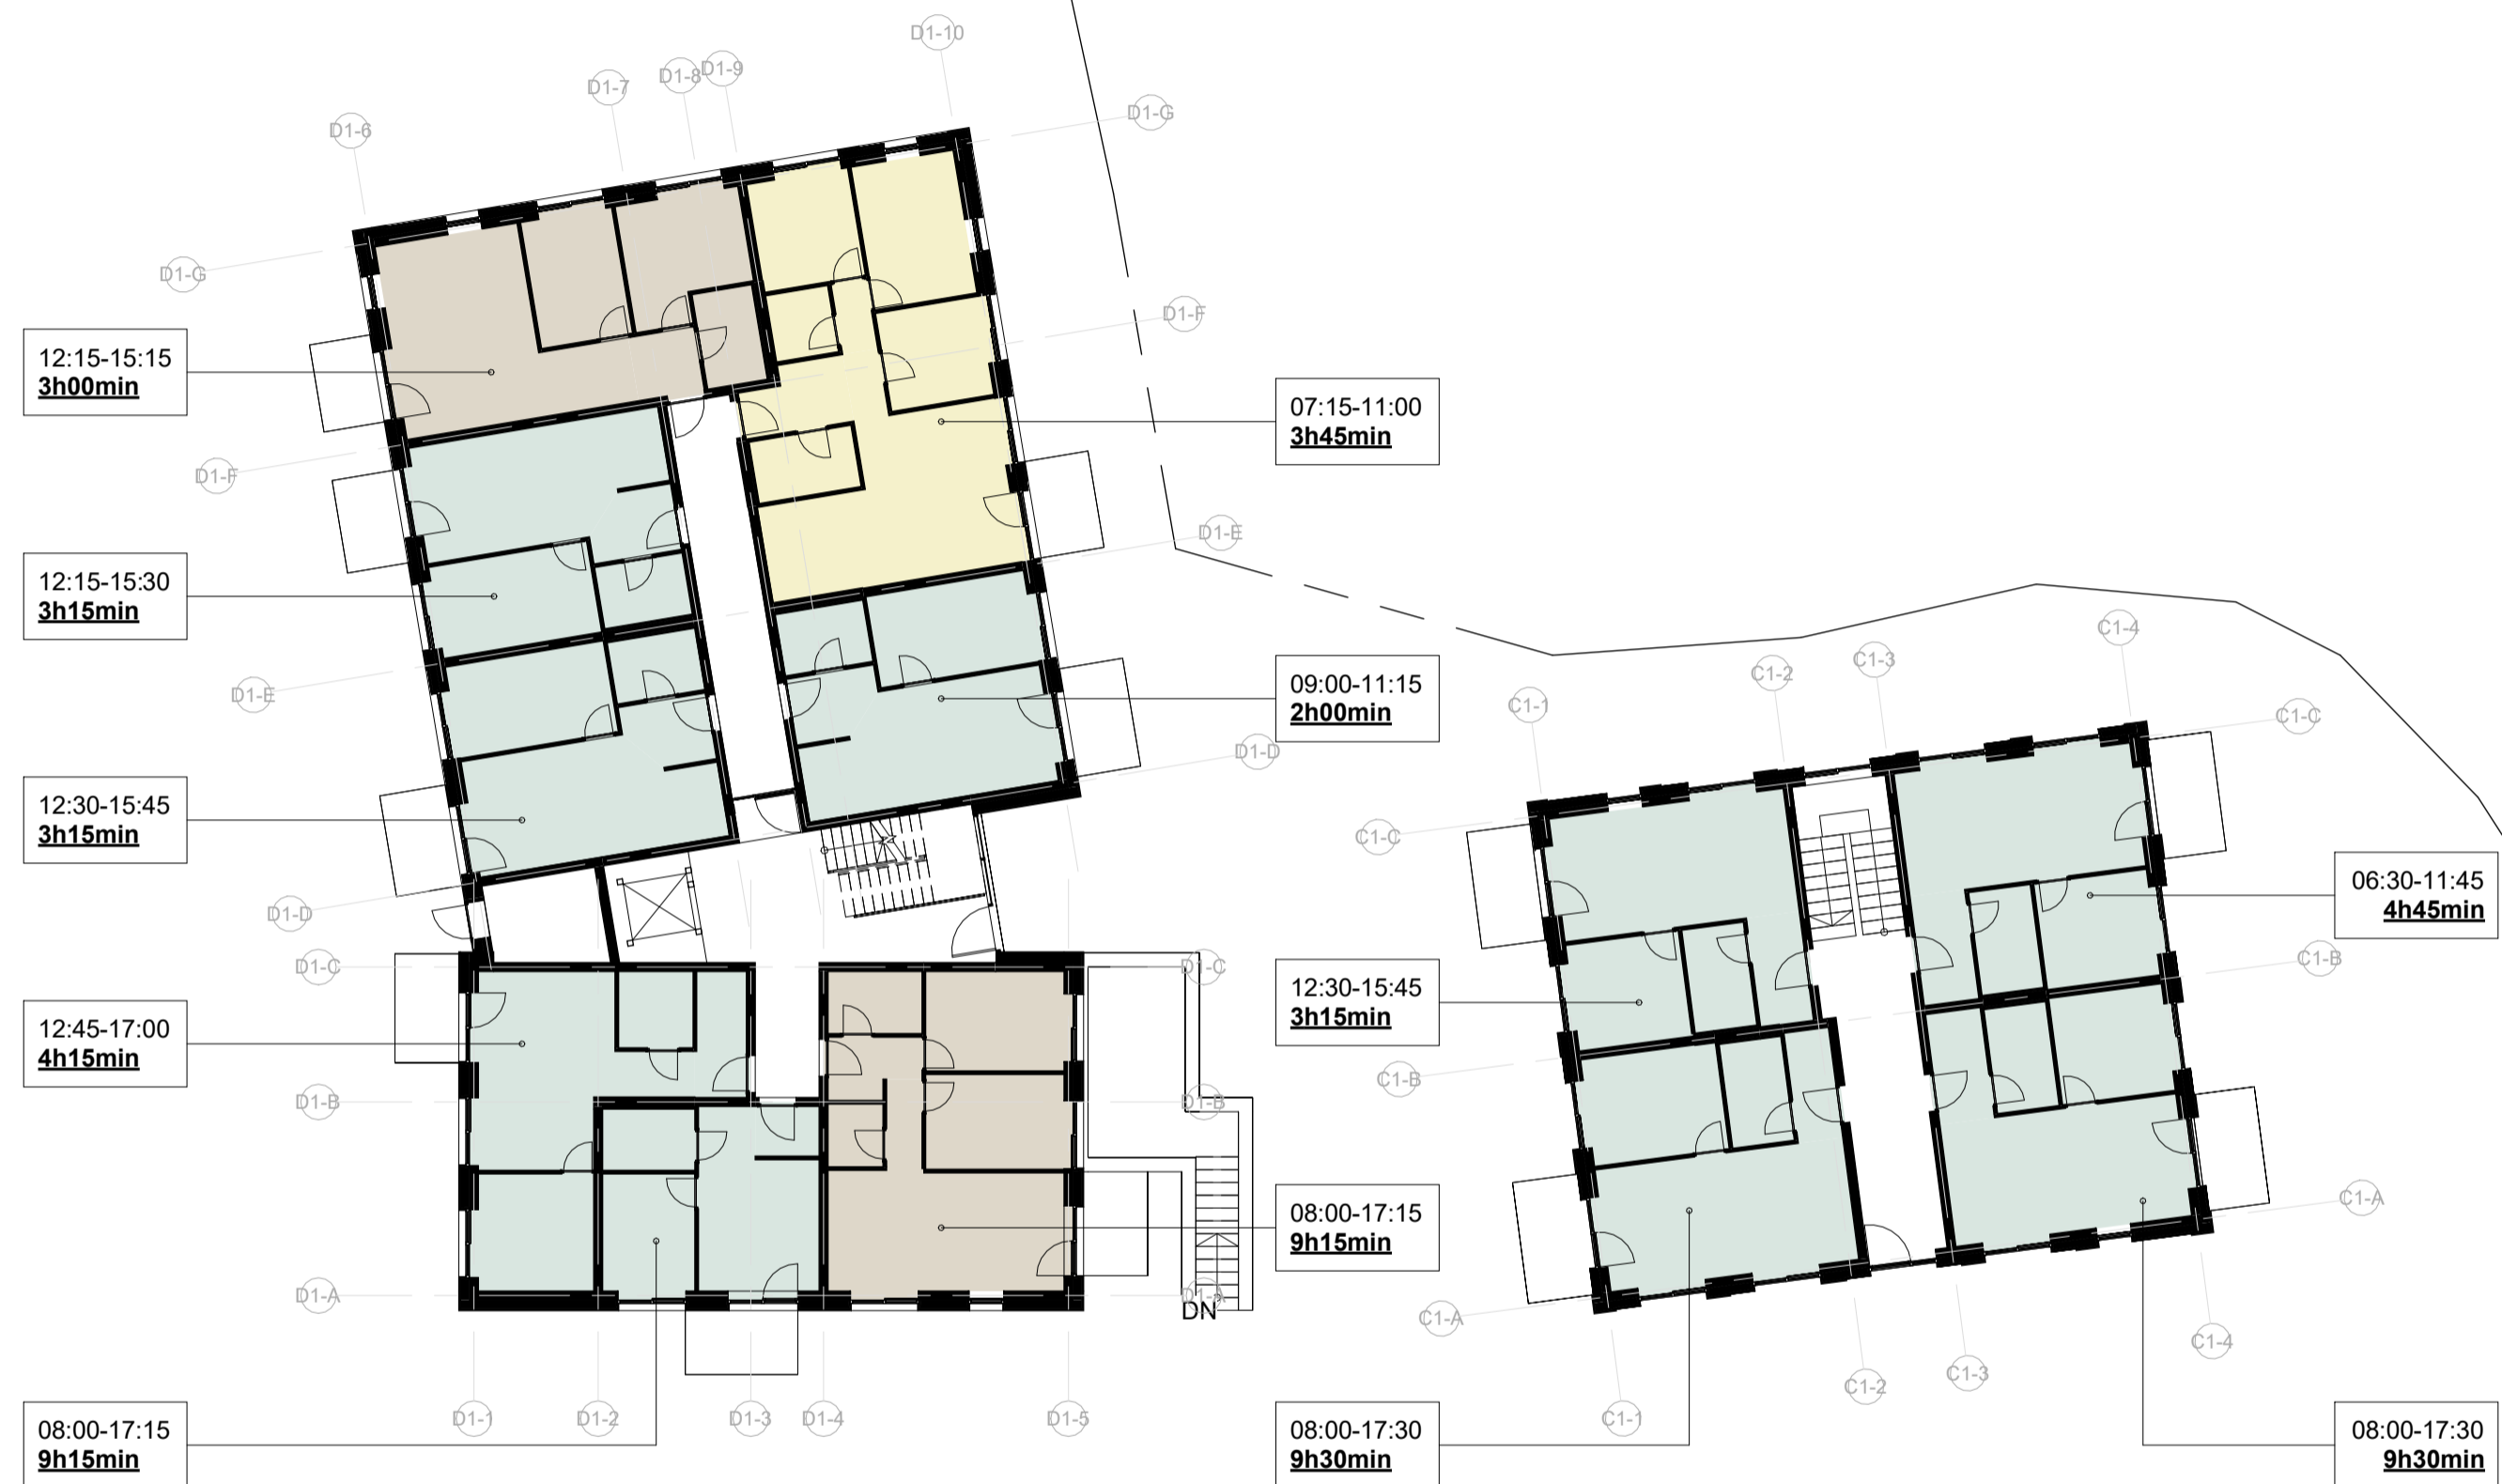 D1-10
D1-8
D1-9
D1-7
D1-G
D1-6
D1-G
D1-F
12:15-15:15
3h00min
07:15-11:00
3h45min
D1-F
D1-E
12:15-15:30
3h15min
D1-E
09:00-11:15
2h00min
C1-4
C1-3
C1-2
C1-1
C1-C
D1-D
12:30-15:45
3h15min
C1-C
06:30-11:45
4h45min
D1-D
D1-C
D1-C
C1-B
12:45-17:00
4h15min
12:30-15:45
3h15min
C1-B
D1-B
D1-B
C1-A
08:00-17:15
9h15min
D1-A
D1-A
DN
C1-A
C1-4
C1-3
C1-2
D1-1
D1-2
D1-3
D1-4
D1-5
C1-1
08:00-17:15
9h15min
08:00-17:30
9h30min
08:00-17:30
9h30min